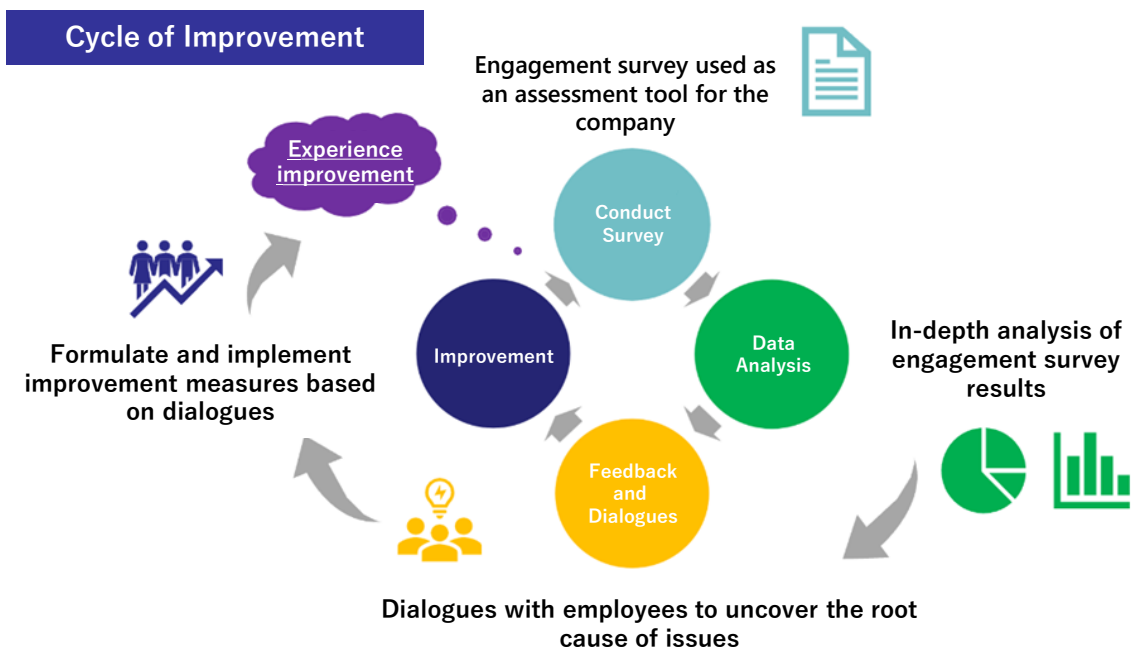 Cycle of Improvement
Engagement survey used as
an assessment tool for the
company
Experience
improvement
Conduct
Survey
Improvement
Data
Analysis
In-depth analysis of
engagement survey
results
Formulate and implement
improvement measures based
on dialogues
Feedback
and
Dialogues
Dialogues with employees to uncover the root
cause of issues